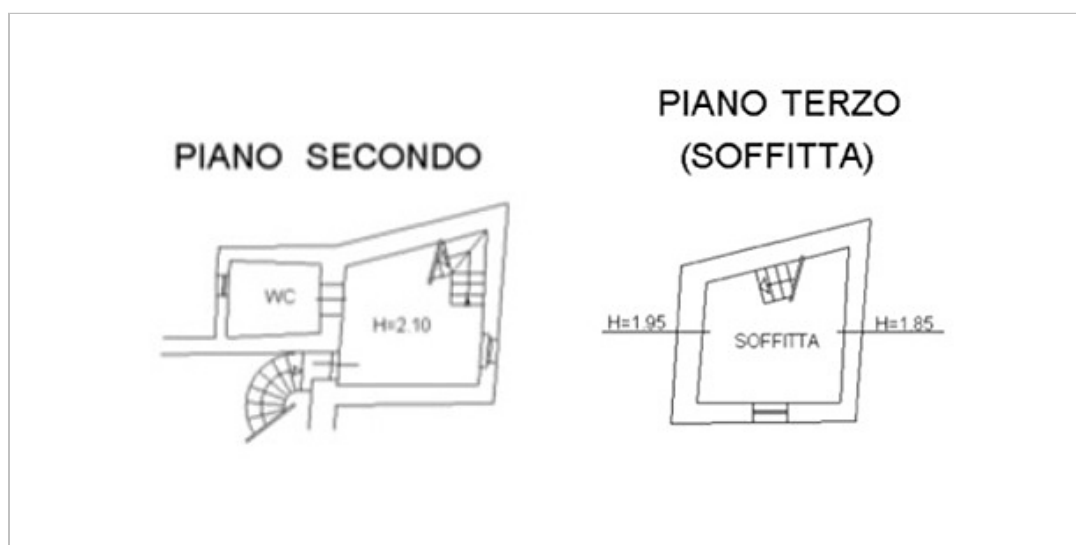 PIANO SECONDO
WC
H=2.10
PIANO TERZO
(SOFFITTA)
H=1.95
SOFFITTA
H=1.85